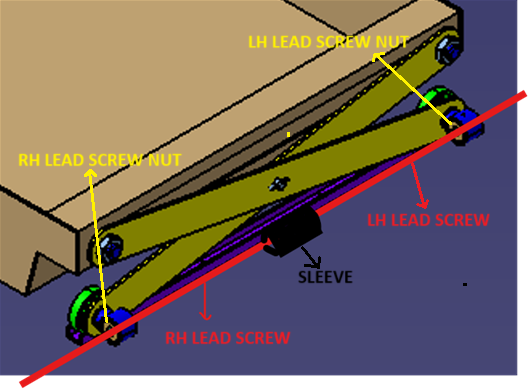 LH LEAD SCREW NUT
RH LEAD SCREW NUT
LH LEAD SCREW
SLEEVE
RH LEAD SCREW